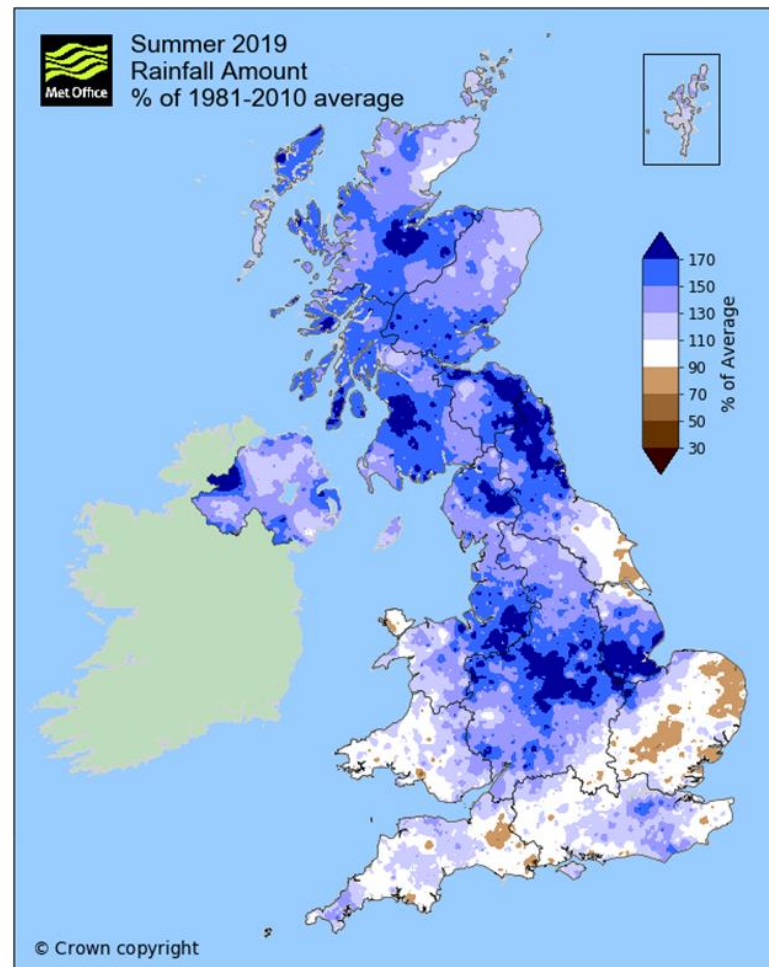 Summer 2019
Rainfall Amount
% of 1981-2010 average
Met Office
170
150
130
110
90
70
50
30
% of Average
© Crown copyright